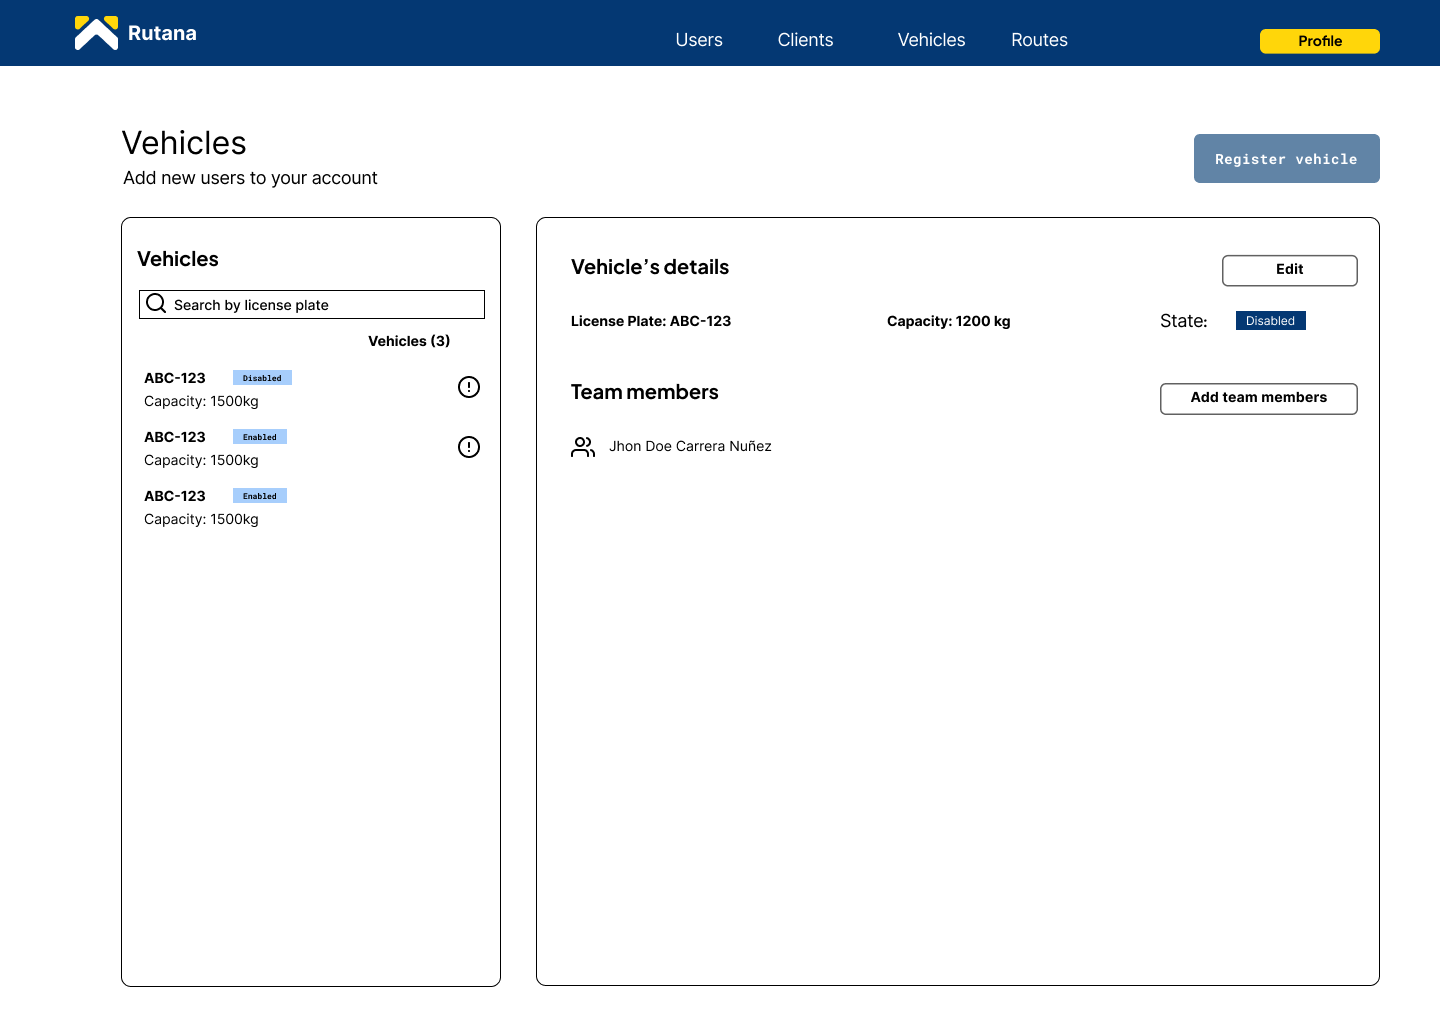 Rutana
Users Clients Vehicles Routes
Profile
Vehicles
Add new users to your account
Register vehicle
Vehicles
Search by license plate
Vehicles (3)
ABC-123 Disabled
Capacity: 1500kg
ABC-123 Enabled
Capacity: 1500kg
ABC-123 Enabled
Capacity: 1500kg
Vehicle’s details
Edit
License Plate: ABC-123 Capacity: 1200 kg State: Disabled
Team members
Add team members
Jhon Doe Carrera Nuñez